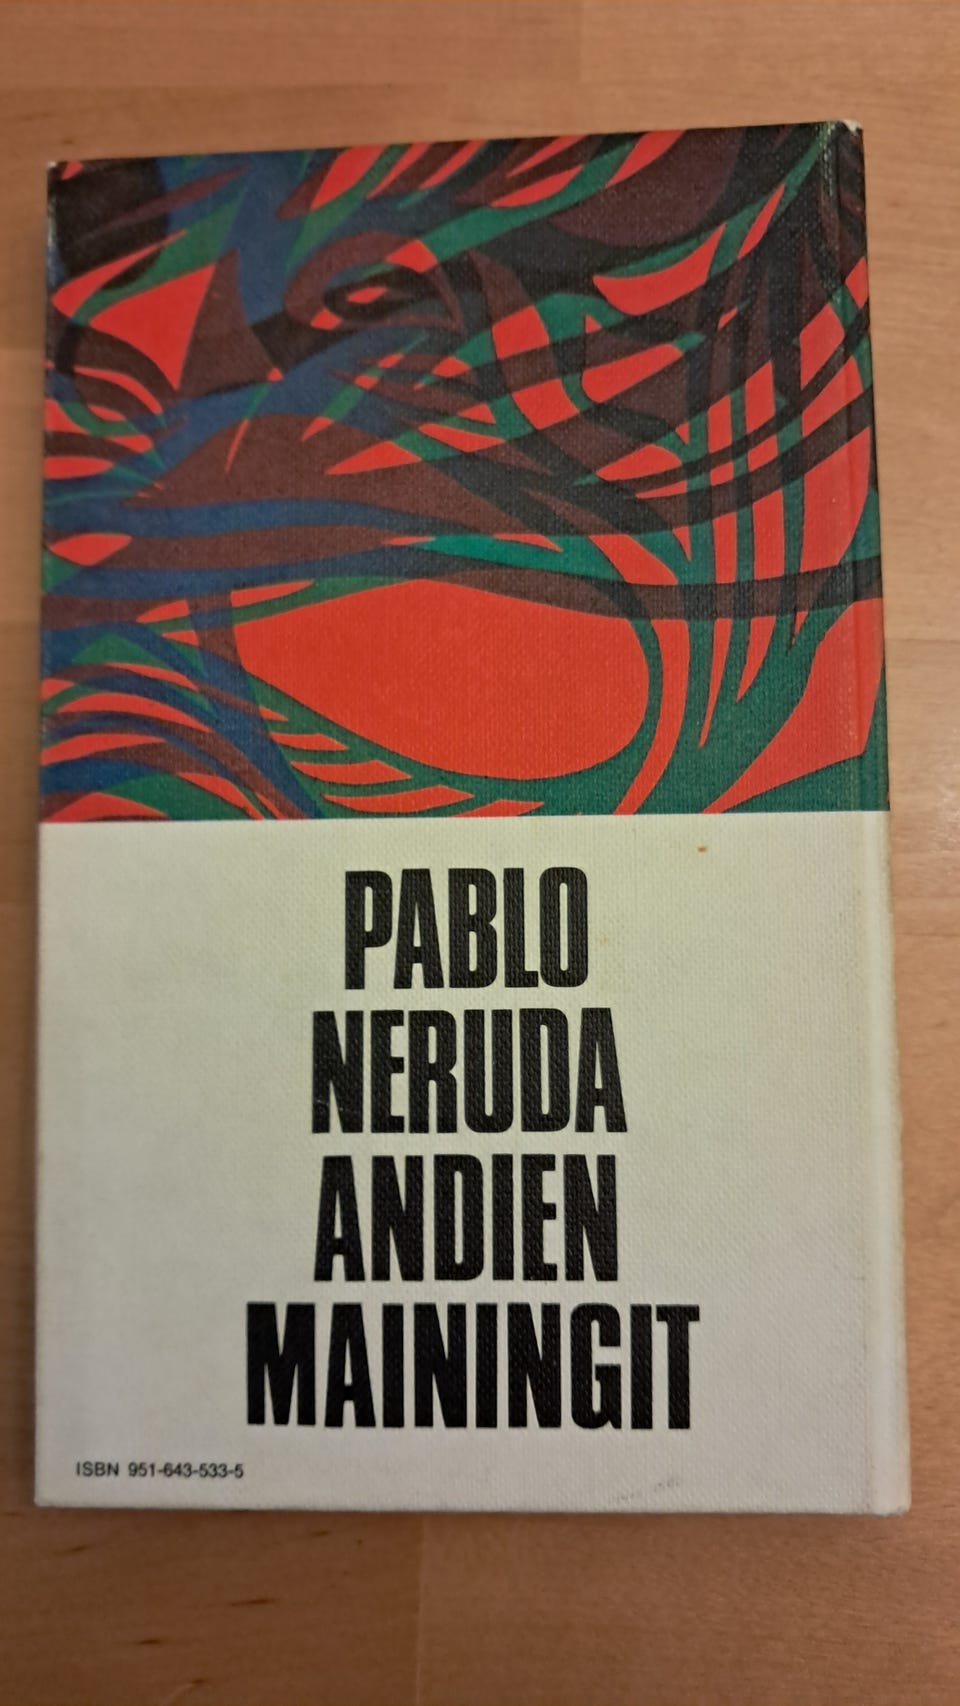 PABLO
NERUDA
ANDIEN
MAININGIT
ISBN 951-643-533-5